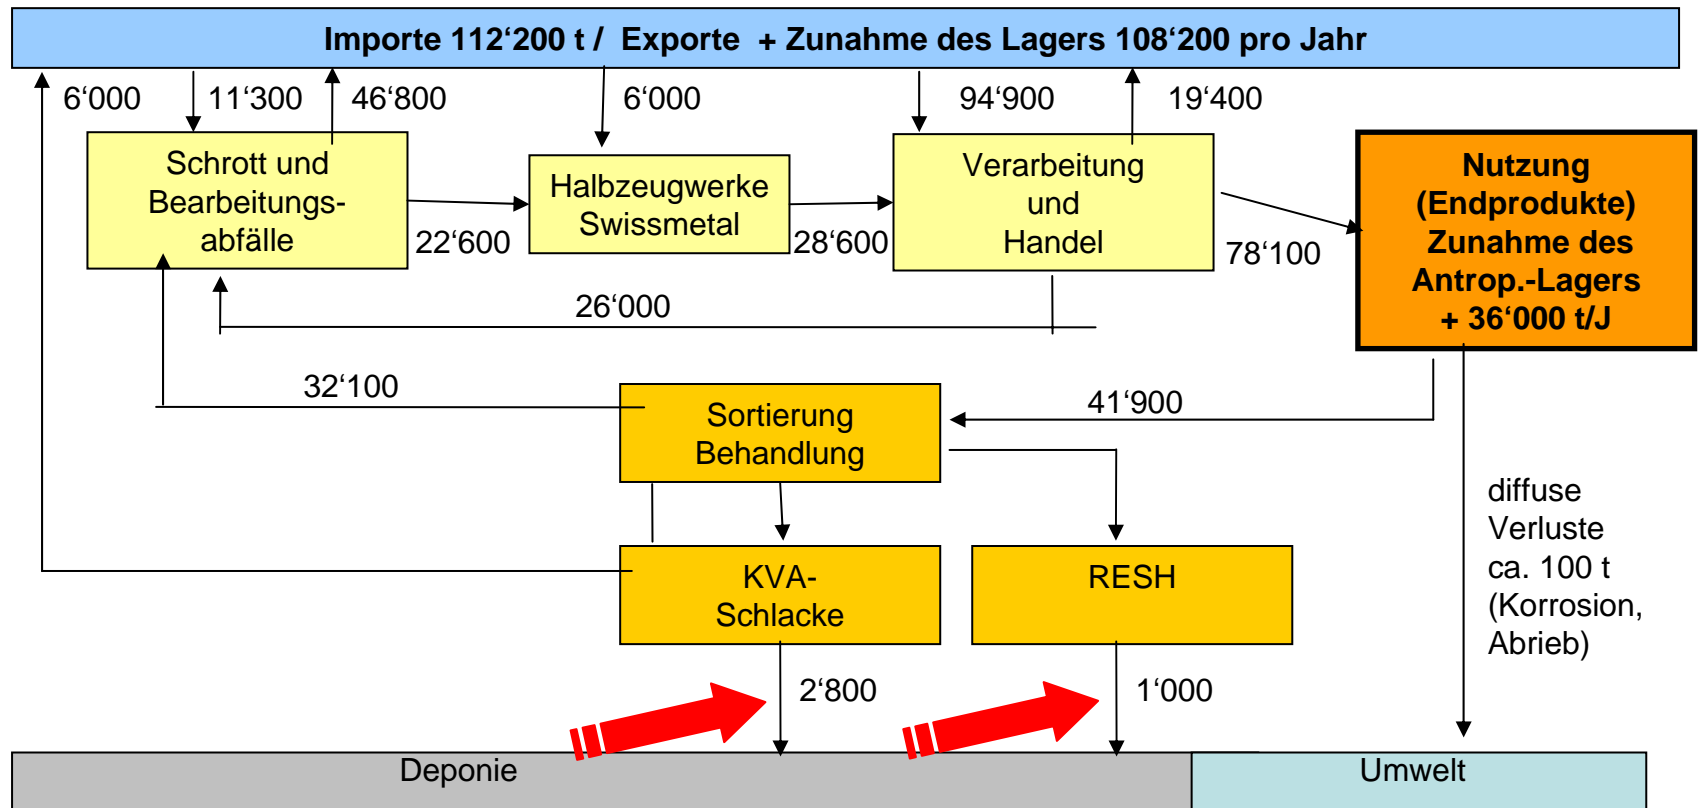 Importe 112‘200 t / Exporte + Zunahme des Lagers 108‘200 pro Jahr
6‘000
11‘300
46‘800
6‘000
94‘900
19‘400
Schrott und
Bearbeitungs-
abfälle
Halbzeugwerke
Swissmetal
Verarbeitung
und
Handel
Nutzung
(Endprodukte)
Zunahme des
Antrop.-Lagers
+ 36‘000 t/J
22‘600
28‘600
78‘100
26‘000
32‘100
41‘900
Sortierung
Behandlung
KVA-
Schlacke
RESH
diffuse
Verluste
ca. 100 t
(Korrosion,
Abrieb)
2‘800
1‘000
Deponie
Umwelt